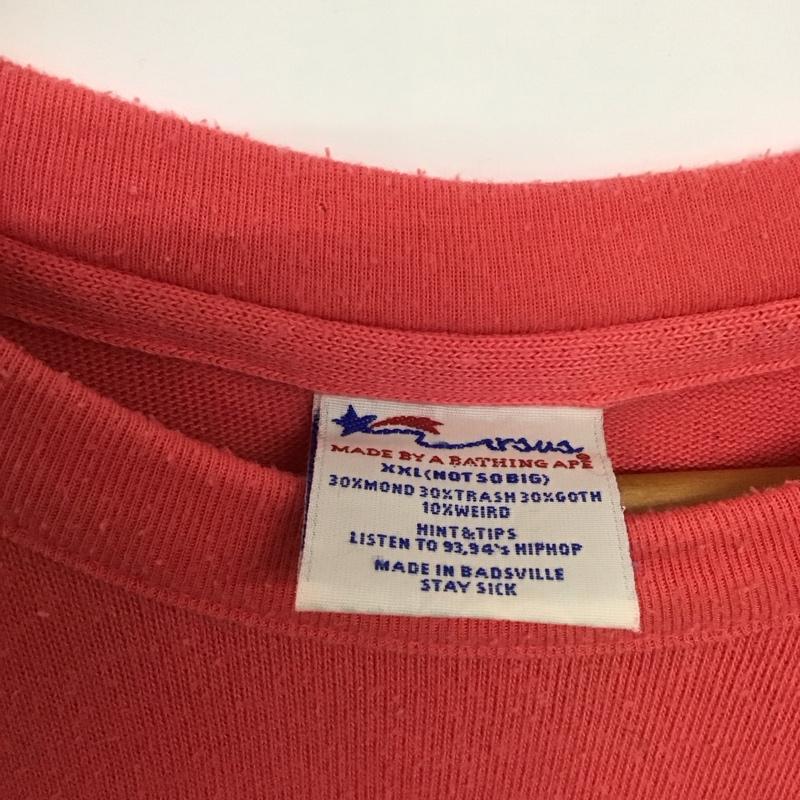 ursus
MADE BY A BATHING APE
XXL(NOT SO BIG)
30%MOND 30%TRASH 30%GOTH
10%WEIRD
HINT&TIPS
LISTEN TO 93,94's HIPHOP
MADE IN BADSVILLE
STAY SICK